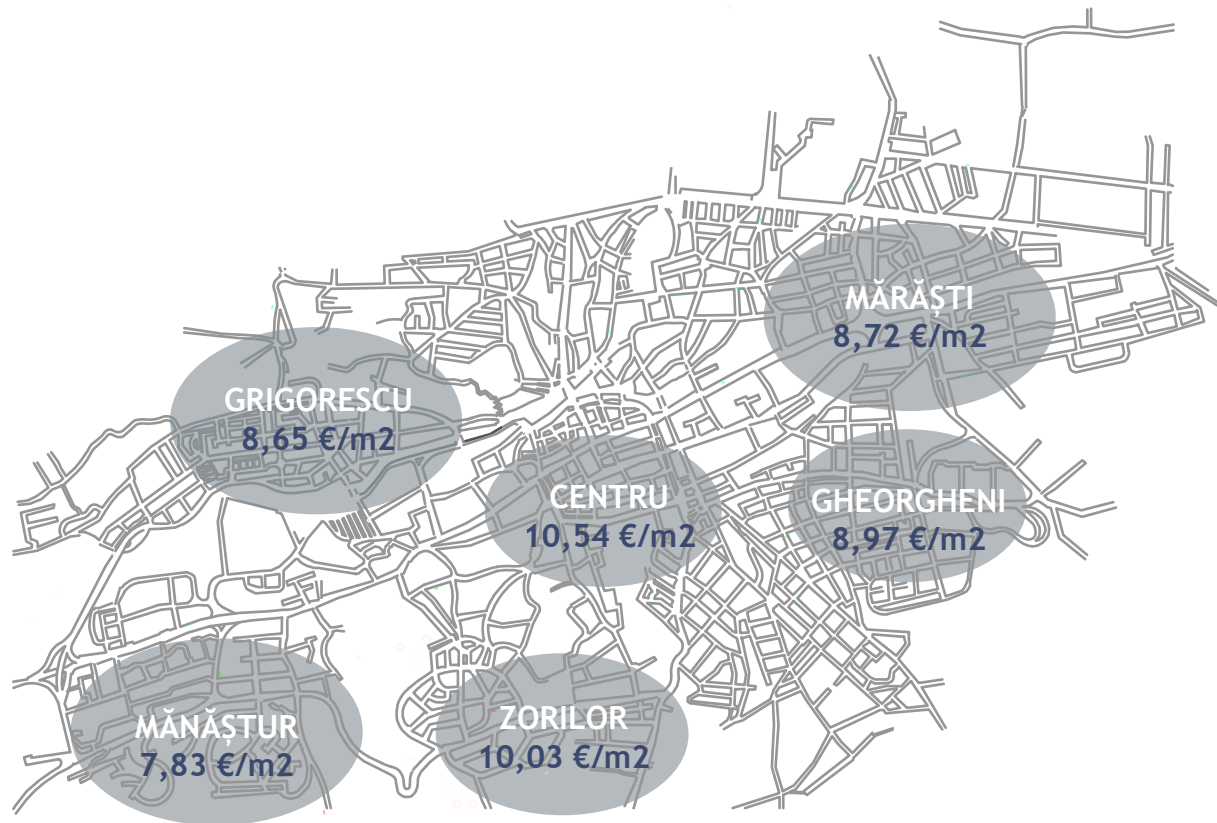 MĂRĂȘTI
8,72 €/m2
GRIGORESCU
8,65 €/m2
CENTRU
10,54 €/m2
GHEORGHENI
8,97 €/m2
MĂNĂȘTUR
7,83 €/m2
ZORILOR
10,03 €/m2